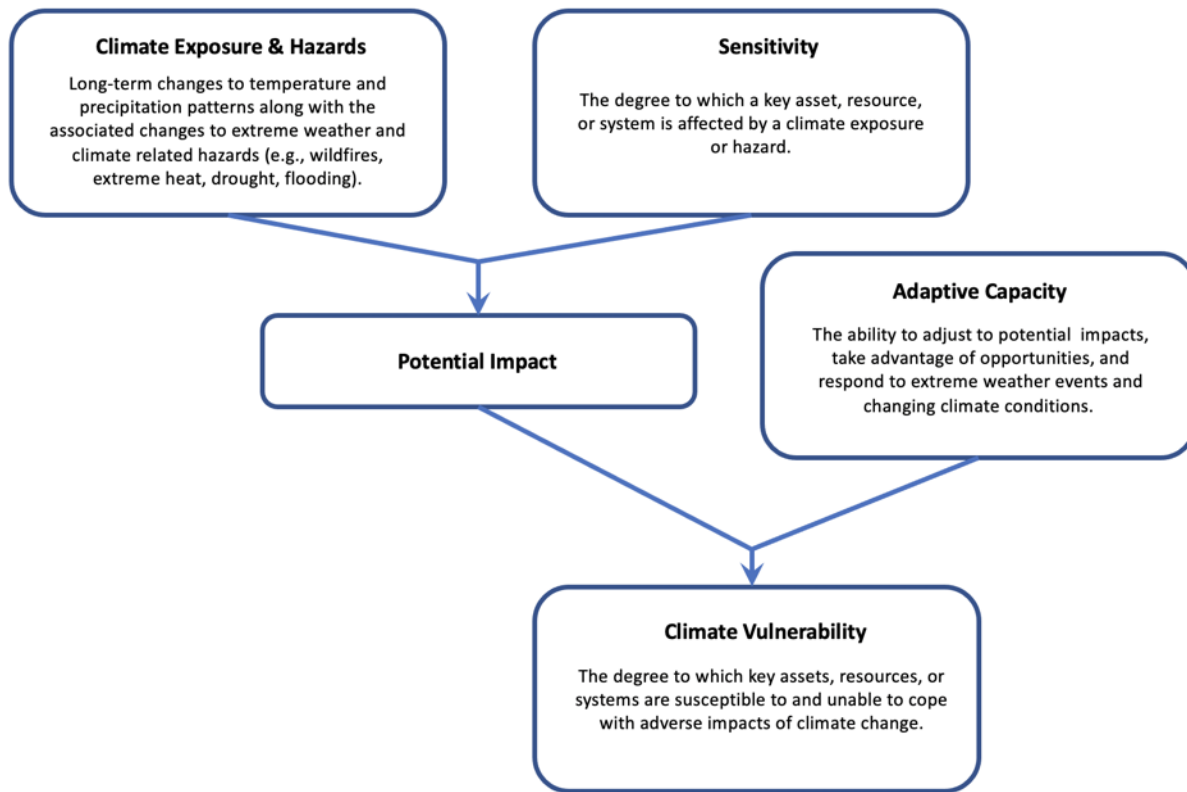 Climate Exposure & Hazards
Long-term changes to temperature and
precipitation patterns along with the
associated changes to extreme weather and
climate related hazards (e.g., wildfires,
extreme heat, drought, flooding).
Sensitivity
The degree to which a key asset, resource,
or system is affected by a climate exposure
or hazard.
Adaptive Capacity
The ability to adjust to potential impacts,
take advantage of opportunities, and
respond to extreme weather events and
changing climate conditions.
Potential Impact
Climate Vulnerability
The degree to which key assets, resources, or
systems are susceptible to and unable to cope
with adverse impacts of climate change.